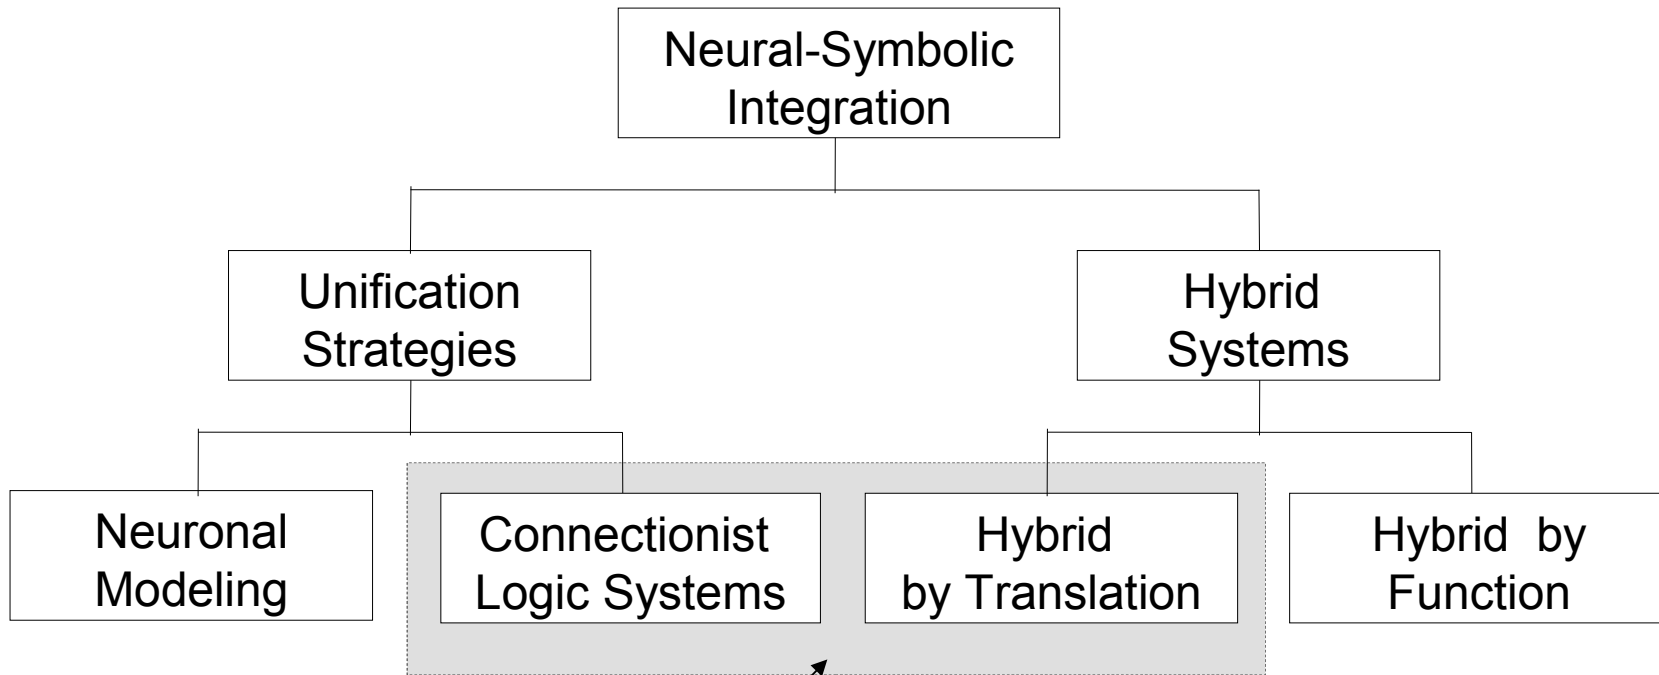 Neural-Symbolic
Integration
Unification
Strategies
Hybrid
Systems
Neuronal
Modeling
Connectionist
Logic Systems
Hybrid
by Translation
Hybrid by
Function